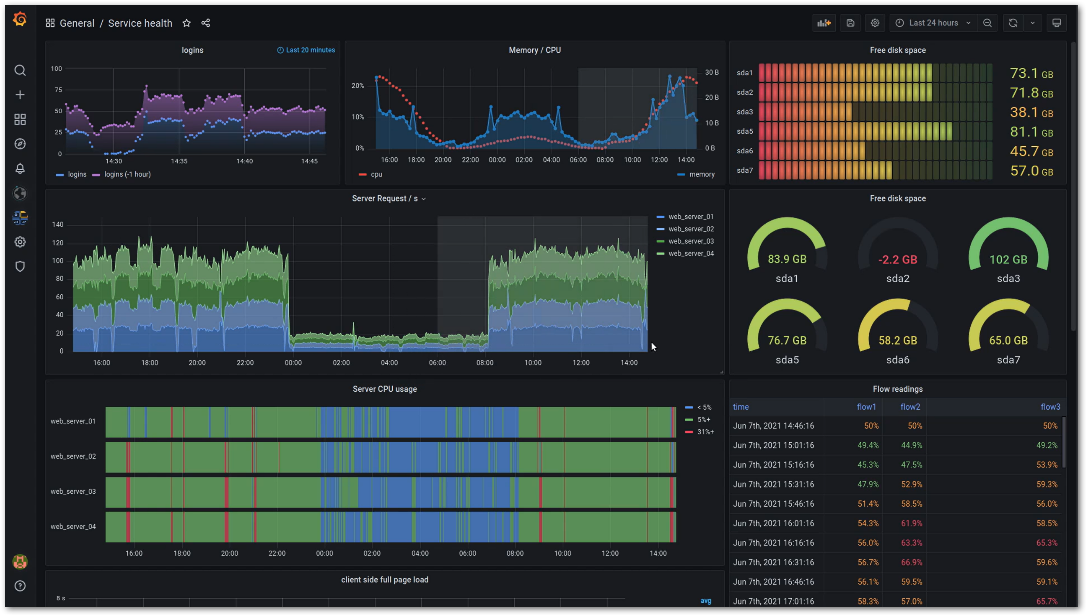 General / Service health
Last 24 hours
logins
Last 20 minutes
100
75
50
25
0
14:30
14:35
14:40
14:45
logins
logins (-1 hour)
Memory / CPU
20%
10%
0%
30 B
20 B
10 B
0 B
16:00 18:00 20:00 22:00 00:00 02:00 04:00 06:00 08:00 10:00 12:00 14:00
cpu
memory
Free disk space
sda1 73.1 GB
sda2 71.8 GB
sda3 38.1 GB
sda5 81.1 GB
sda6 45.7 GB
sda7 57.0 GB
Server Request / s
140
120
100
80
60
40
20
0
16:00 18:00 20:00 22:00 00:00 02:00 04:00 06:00 08:00 10:00 12:00 14:00
web_server_01
web_server_02
web_server_03
web_server_04
Free disk space
83.9 GB -2.2 GB 102 GB
sda1 sda2 sda3
76.7 GB 58.2 GB 65.0 GB
sda5 sda6 sda7
Server CPU usage
web_server_01
web_server_02
web_server_03
web_server_04
16:00 18:00 20:00 22:00 00:00 02:00 04:00 06:00 08:00 10:00 12:00 14:00
< 5%
5%+
31%+
Flow readings
time flow1 flow2 flow3
Jun 7th, 2021 14:46:16 50% 50% 50%
Jun 7th, 2021 15:01:16 49.4% 44.9% 49.2%
Jun 7th, 2021 15:16:16 45.3% 47.5% 53.9%
Jun 7th, 2021 15:31:16 47.9% 52.9% 59.3%
Jun 7th, 2021 15:46:16 51.4% 58.5% 56.0%
Jun 7th, 2021 16:01:16 54.3% 61.9% 58.5%
Jun 7th, 2021 16:16:16 56.0% 63.3% 65.3%
Jun 7th, 2021 16:31:16 56.7% 66.9% 59.6%
Jun 7th, 2021 16:46:16 56.1% 59.5% 59.1%
Jun 7th, 2021 17:01:16 58.3% 57.0% 65.7%
client side full page load
8 s
avg